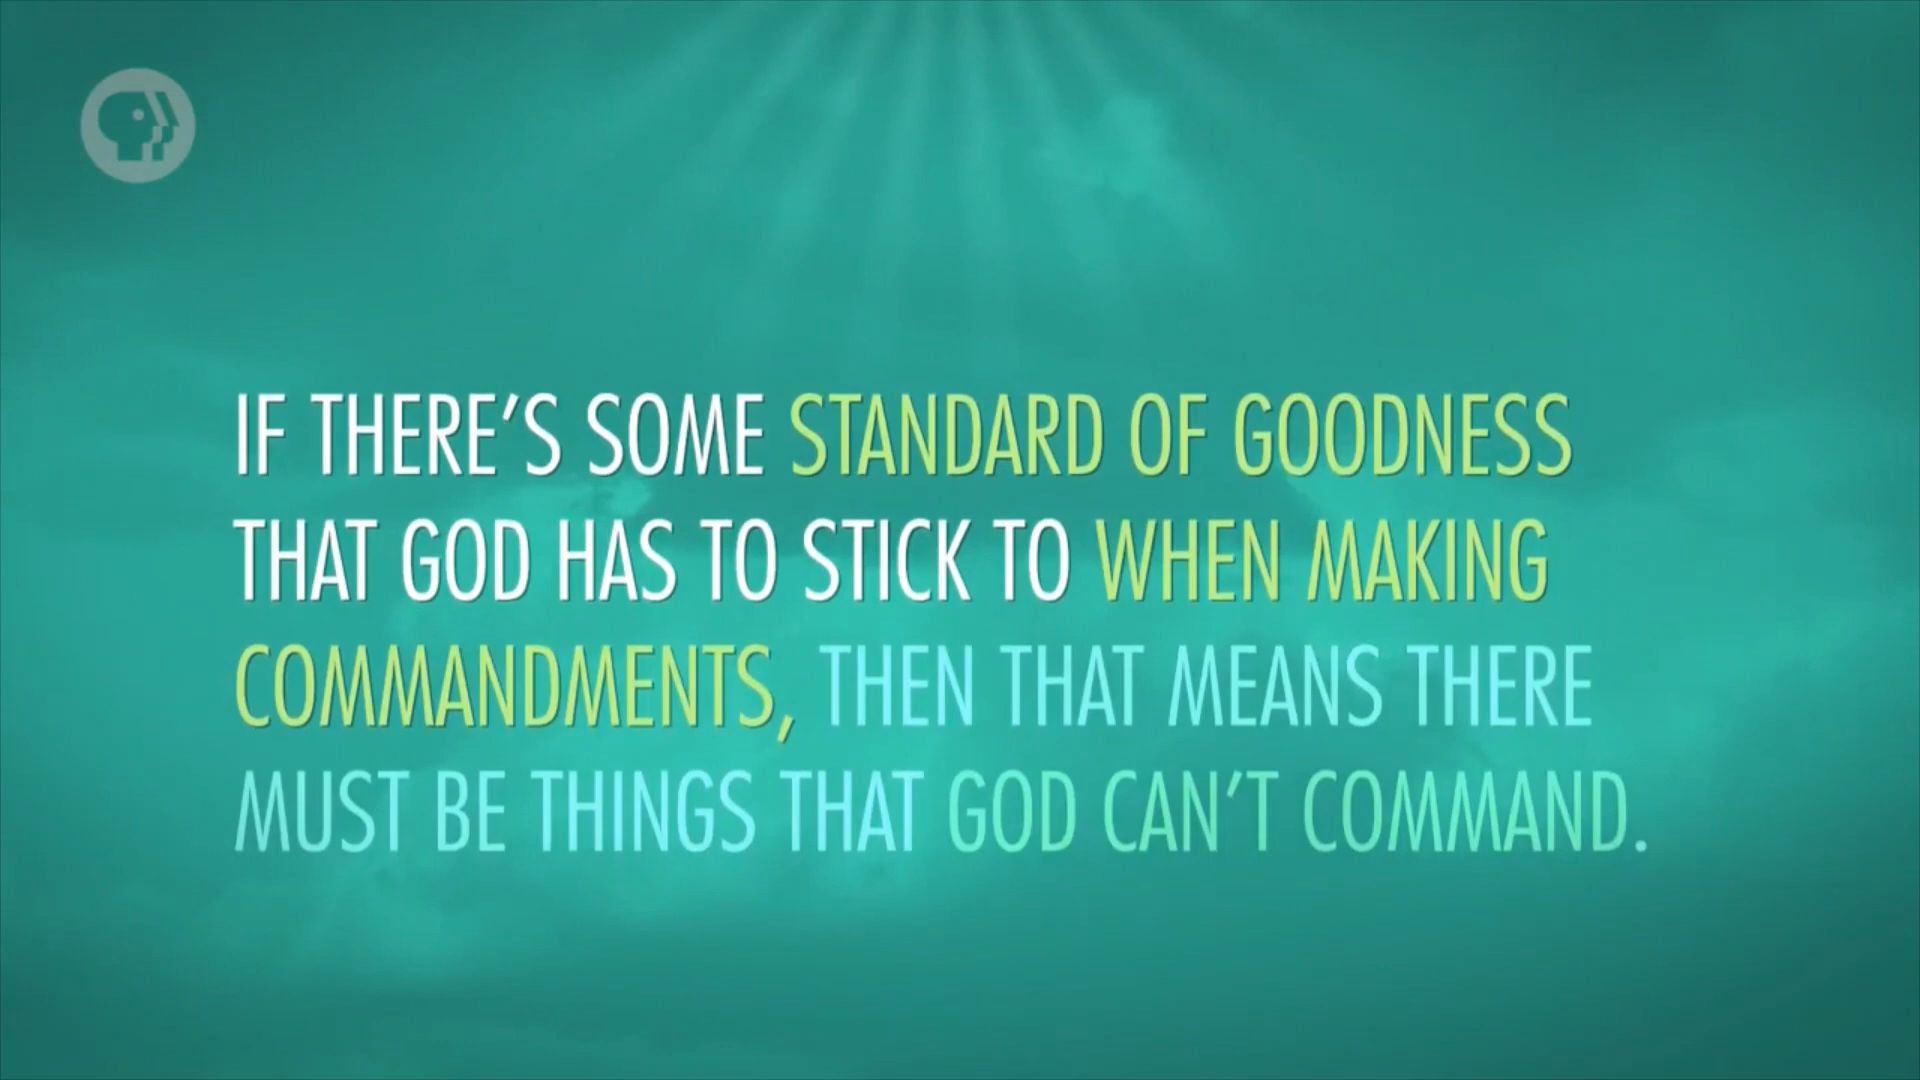 IF THERE’S SOME STANDARD OF GOODNESS
THAT GOD HAS TO STICK TO WHEN MAKING
COMMANDMENTS, THEN THAT MEANS THERE
MUST BE THINGS THAT GOD CAN’T COMMAND.